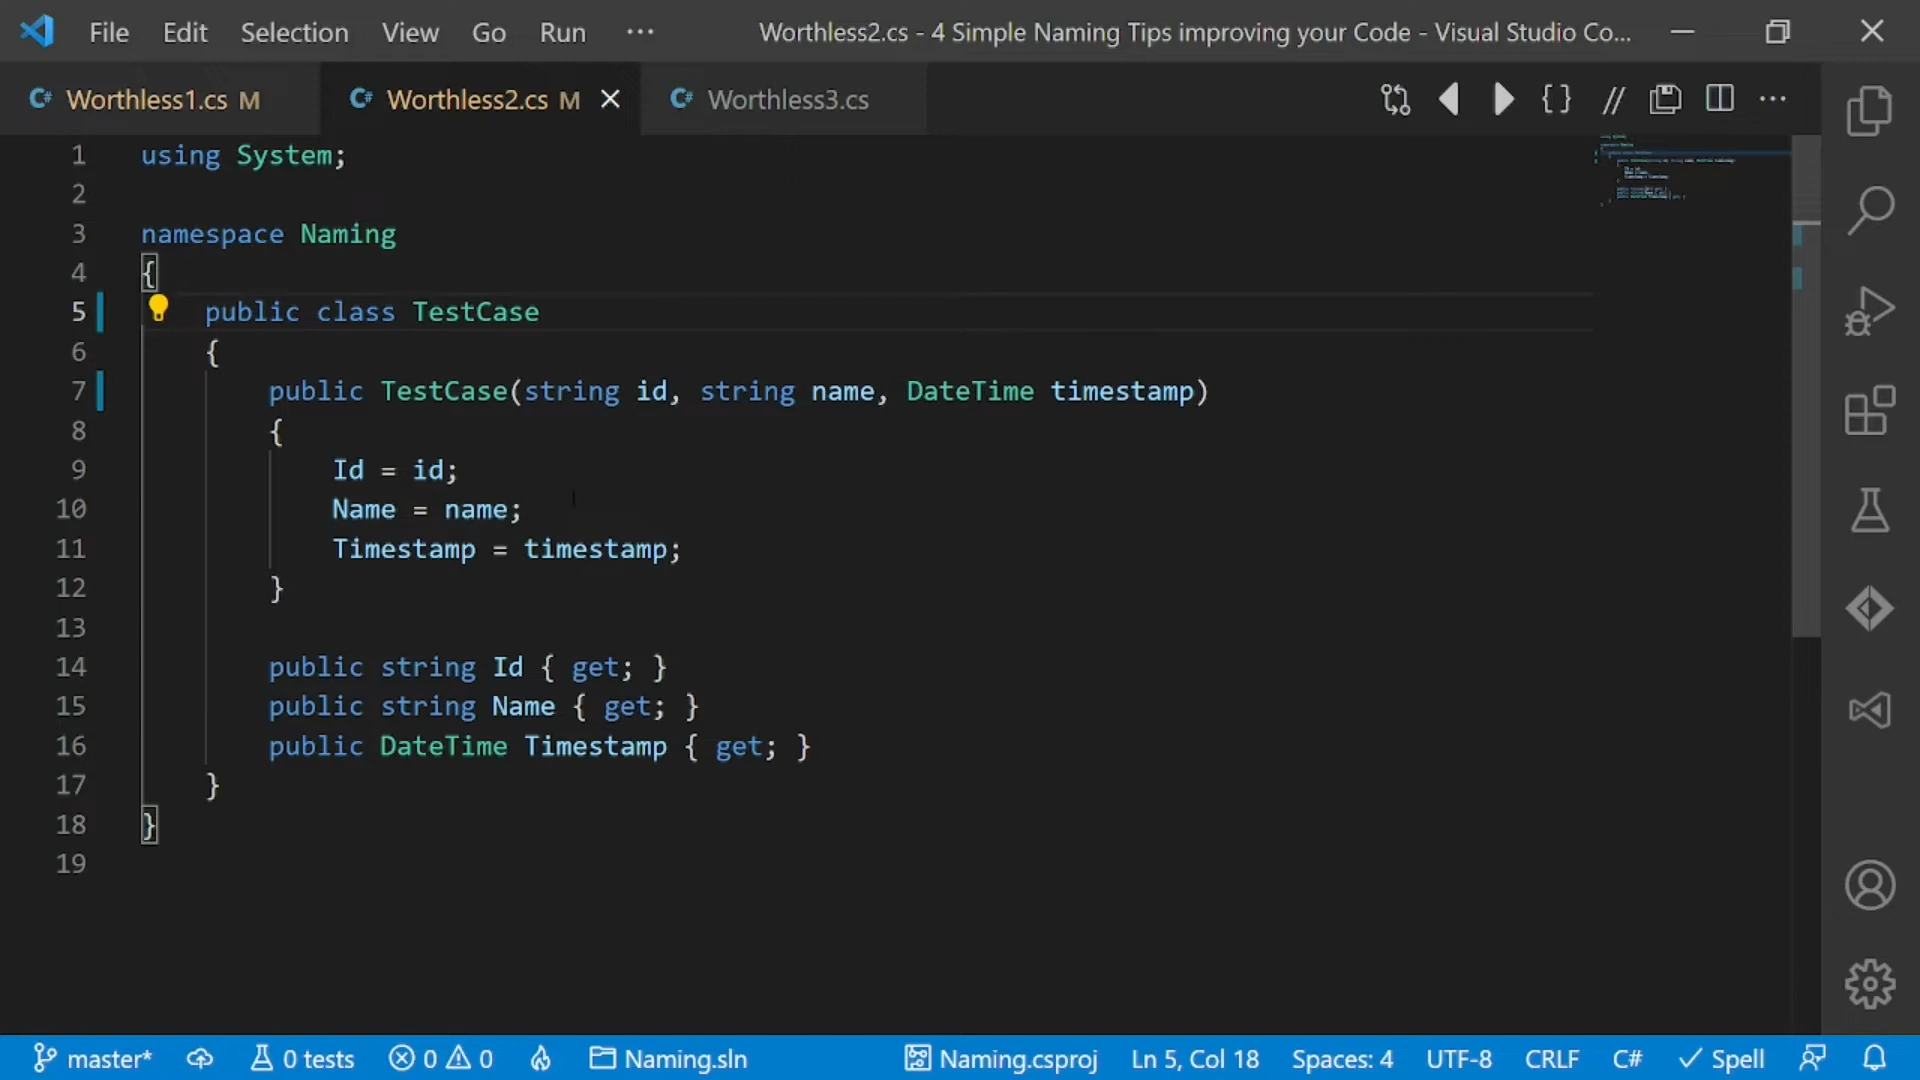 File Edit Selection View Go Run ··· Worthless2.cs - 4 Simple Naming Tips improving your Code - Visual Studio Co...
C# Worthless1.cs M C# Worthless2.cs M C# Worthless3.cs
1 using System;
2
3 namespace Naming
4 {
5 public class TestCase
6 {
7 public TestCase(string id, string name, DateTime timestamp)
8 {
9 Id = id;
10 Name = name;
11 Timestamp = timestamp;
12 }
13
14 public string Id { get; }
15 public string Name { get; }
16 public DateTime Timestamp { get; }
17 }
18 }
19
master* 0 tests 0 0 Naming.sln Naming.csproj Ln 5, Col 18 Spaces: 4 UTF-8 CRLF C# Spell